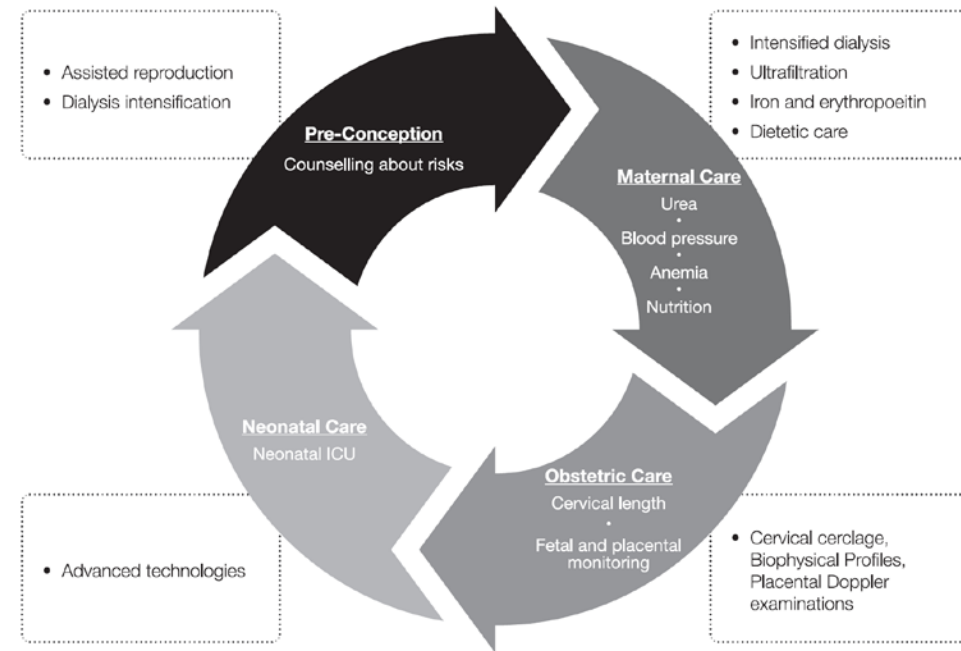 • Assisted reproduction
• Dialysis intensification
Pre-Conception
Counselling about risks
• Intensified dialysis
• Ultrafiltration
• Iron and erythropoeitin
• Dietetic care
Maternal Care
Urea
•
Blood pressure
•
Anemia
•
Nutrition
Obstetric Care
Cervical length
•
Fetal and placental
monitoring
• Cervical cerclage,
Biophysical Profiles,
Placental Doppler
examinations
Neonatal Care
Neonatal ICU
• Advanced technologies